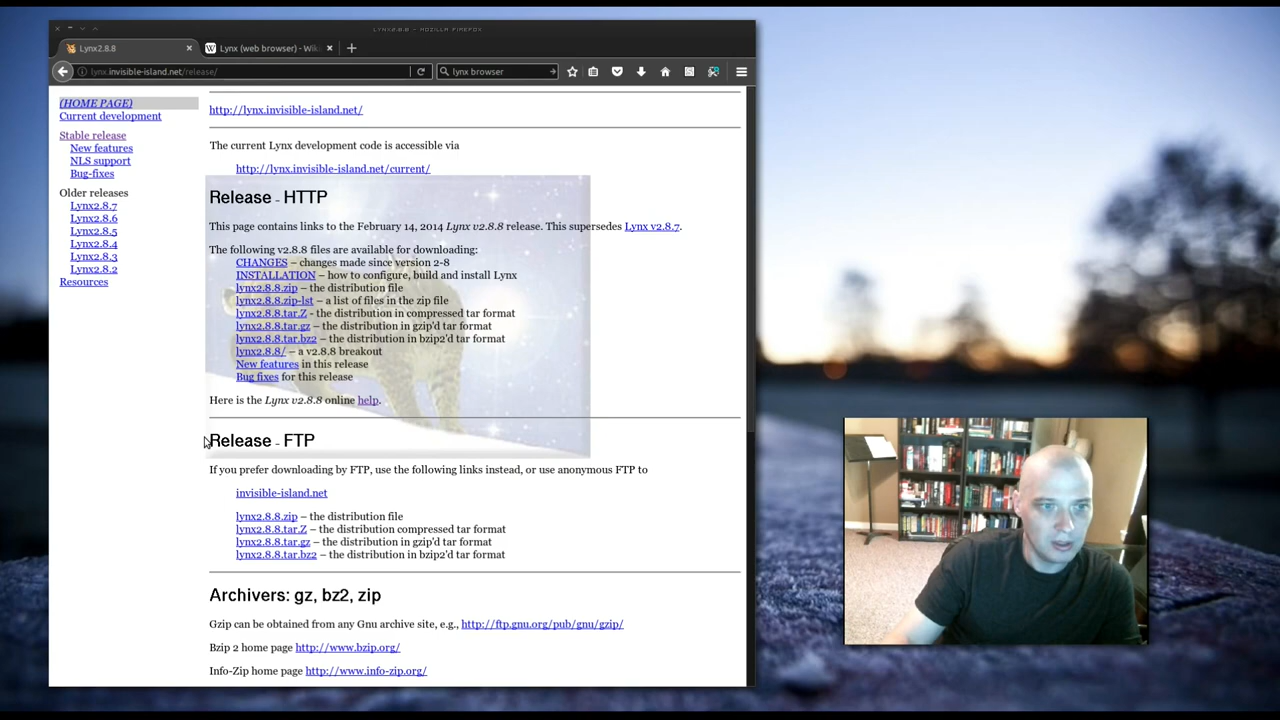 LYNX2.8.8 - MOZILLA FIREFOX
Lynx2.8.8
Lynx (web browser) - Wiki
lynx.invisible-island.net/release/
lynx browser
(HOME PAGE)
Current development
Stable release
New features
NLS support
Bug-fixes
Older releases
Lynx2.8.7
Lynx2.8.6
Lynx2.8.5
Lynx2.8.4
Lynx2.8.3
Lynx2.8.2
Resources
http://lynx.invisible-island.net/
The current Lynx development code is accessible via
http://lynx.invisible-island.net/current/
Release – HTTP
This page contains links to the February 14, 2014 Lynx v2.8.8 release. This supersedes Lynx v2.8.7.
The following v2.8.8 files are available for downloading:
CHANGES – changes made since version 2-8
INSTALLATION – how to configure, build and install Lynx
lynx2.8.8.zip – the distribution file
lynx2.8.8.zip-lst – a list of files in the zip file
lynx2.8.8.tar.Z - the distribution in compressed tar format
lynx2.8.8.tar.gz – the distribution in gzip'd tar format
lynx2.8.8.tar.bz2 – the distribution in bzip2'd tar format
lynx2.8.8/ – a v2.8.8 breakout
New features in this release
Bug fixes for this release
Here is the Lynx v2.8.8 online help.
Release – FTP
If you prefer downloading by FTP, use the following links instead, or use anonymous FTP to
invisible-island.net
lynx2.8.8.zip – the distribution file
lynx2.8.8.tar.Z – the distribution compressed tar format
lynx2.8.8.tar.gz – the distribution in gzip'd tar format
lynx2.8.8.tar.bz2 – the distribution in bzip2'd tar format
Archivers: gz, bz2, zip
Gzip can be obtained from any Gnu archive site, e.g., http://ftp.gnu.org/pub/gnu/gzip/
Bzip 2 home page http://www.bzip.org/
Info-Zip home page http://www.info-zip.org/